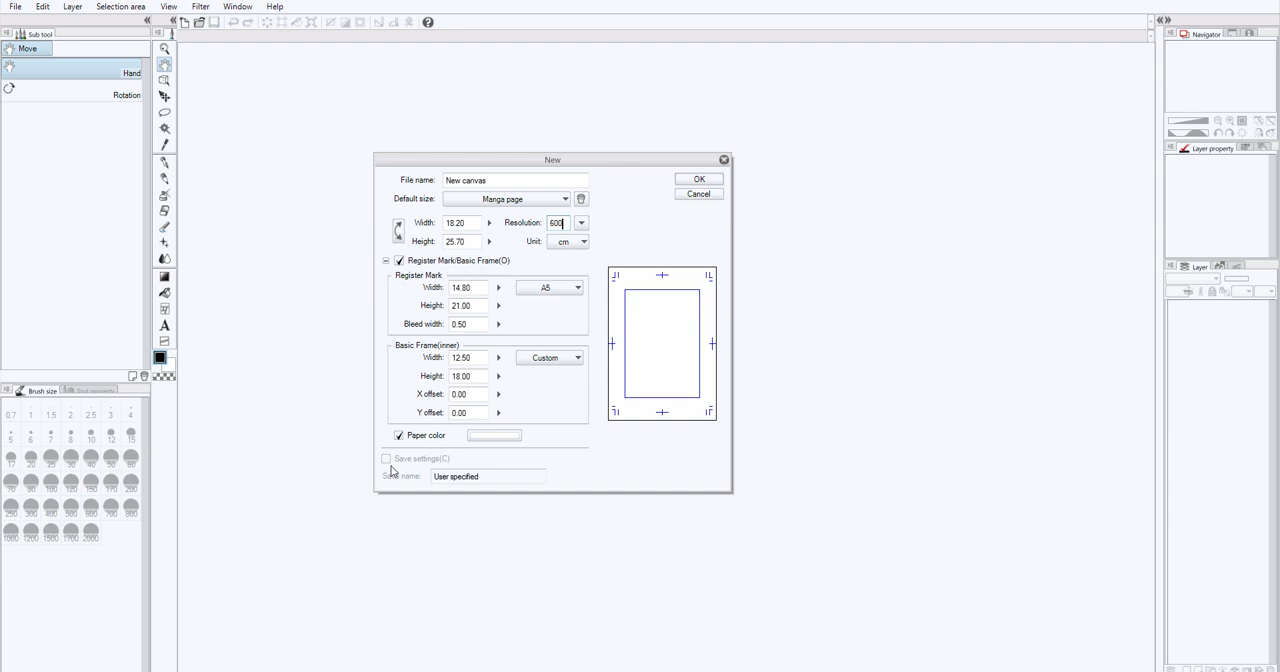 File Edit Layer Selection area View Filter Window Help
Sub tool
Move
Hand
Rotation
Navigator
Layer property
Layer
Brush size Tool property
0.7 1 1.5 2 2.5 3 4
5 6 7 8 10 12 15
17 20 25 30 40 50 60
70 80 100 120 150 170 200
250 300 400 500 600 700 800
1000 1200 1500 1700 2000
A
New
File name: New canvas
OK
Default size: Manga page
Cancel
Width: 18.20 Resolution: 600
Height: 25.70 Unit: cm
Register Mark/Basic Frame(O)
Register Mark
Width: 14.80 A5
Height: 21.00
Bleed width: 0.50
Basic Frame(inner)
Width: 12.50 Custom
Height: 18.00
X offset: 0.00
Y offset: 0.00
Paper color
Save settings(C)
name: User specified